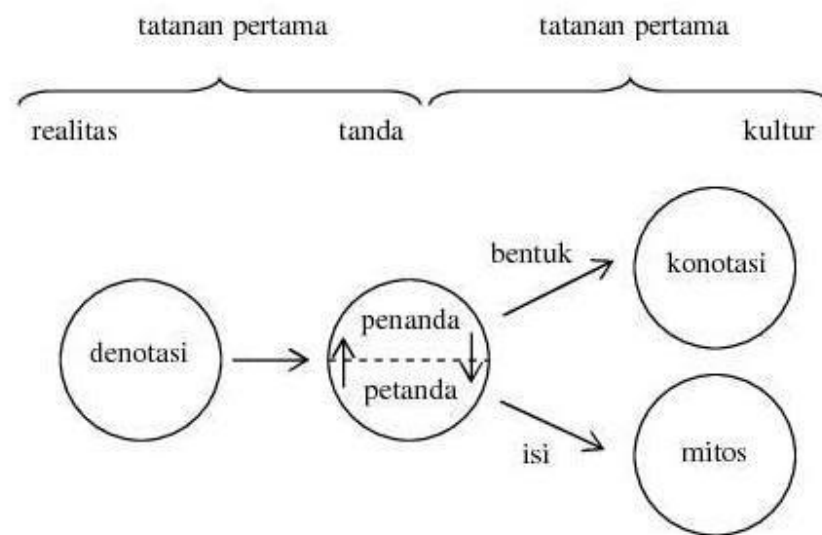 tatanan pertama tatanan pertama
realitas tanda kultur
bentuk
konotasi
denotasi
penanda
petanda
isi
mitos